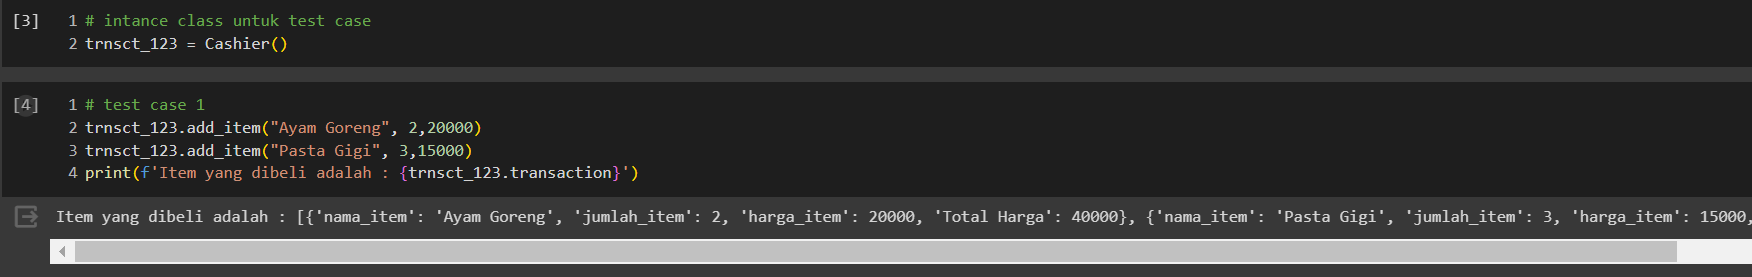 [3] 1 # intance class untuk test case
2 trnsct_123 = Cashier()
[4] 1 # test case 1
2 trnsct_123.add_item("Ayam Goreng", 2,20000)
3 trnsct_123.add_item("Pasta Gigi", 3,15000)
4 print(f'Item yang dibeli adalah : {trnsct_123.transaction}')
Item yang dibeli adalah : [{'nama_item': 'Ayam Goreng', 'jumlah_item': 2, 'harga_item': 20000, 'Total Harga': 40000}, {'nama_item': 'Pasta Gigi', 'jumlah_item': 3, 'harga_item': 15000,